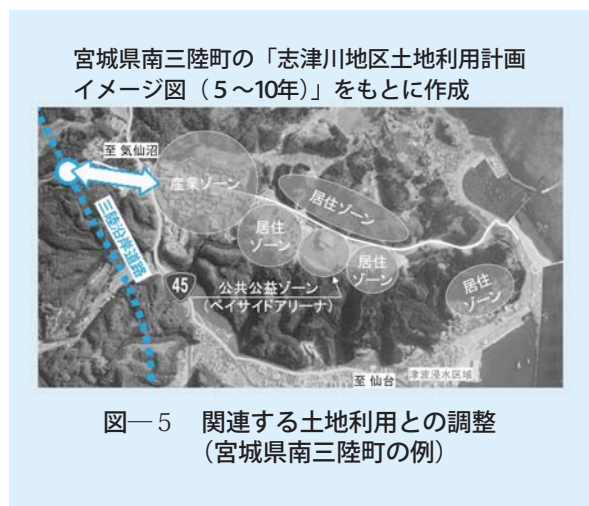 宮城県南三陸町の「志津川地区土地利用計画
イメージ図（５～10年）」をもとに作成
至 気仙沼
産業ゾーン
居住ゾーン
居住
ゾーン
三陸沿岸道路
居住
ゾーン
45
公共公益ゾーン
（ベイサイドアリーナ）
居住
ゾーン
至 仙台
津波浸水区域
図―５　関連する土地利用との調整
（宮城県南三陸町の例）